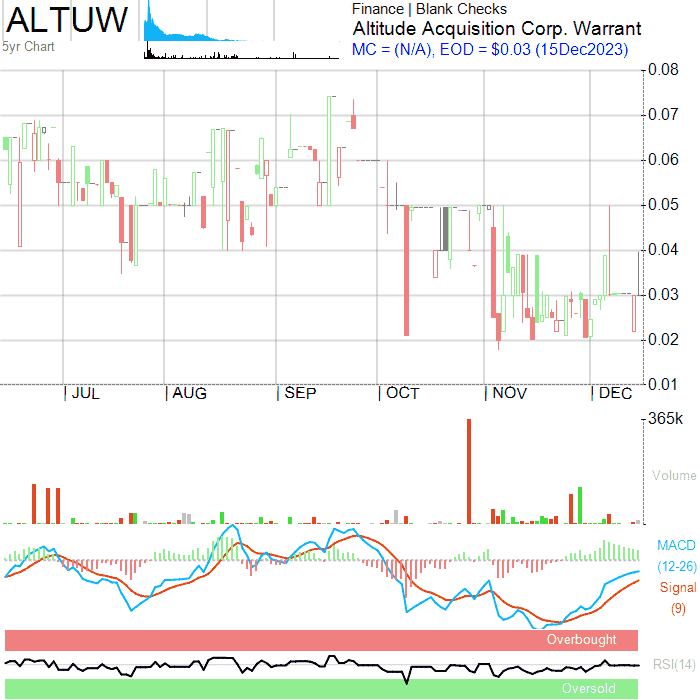 ALTUW
5yr Chart
Finance | Blank Checks
Altitude Acquisition Corp. Warrant
MC = (N/A), EOD = $0.03 (15Dec2023)
0.08
0.07
0.06
0.05
0.04
0.03
0.02
0.01
JUL AUG SEP OCT NOV DEC
365k
Volume
MACD
(12-26)
Signal
(9)
Overbought
RSI(14)
Oversold